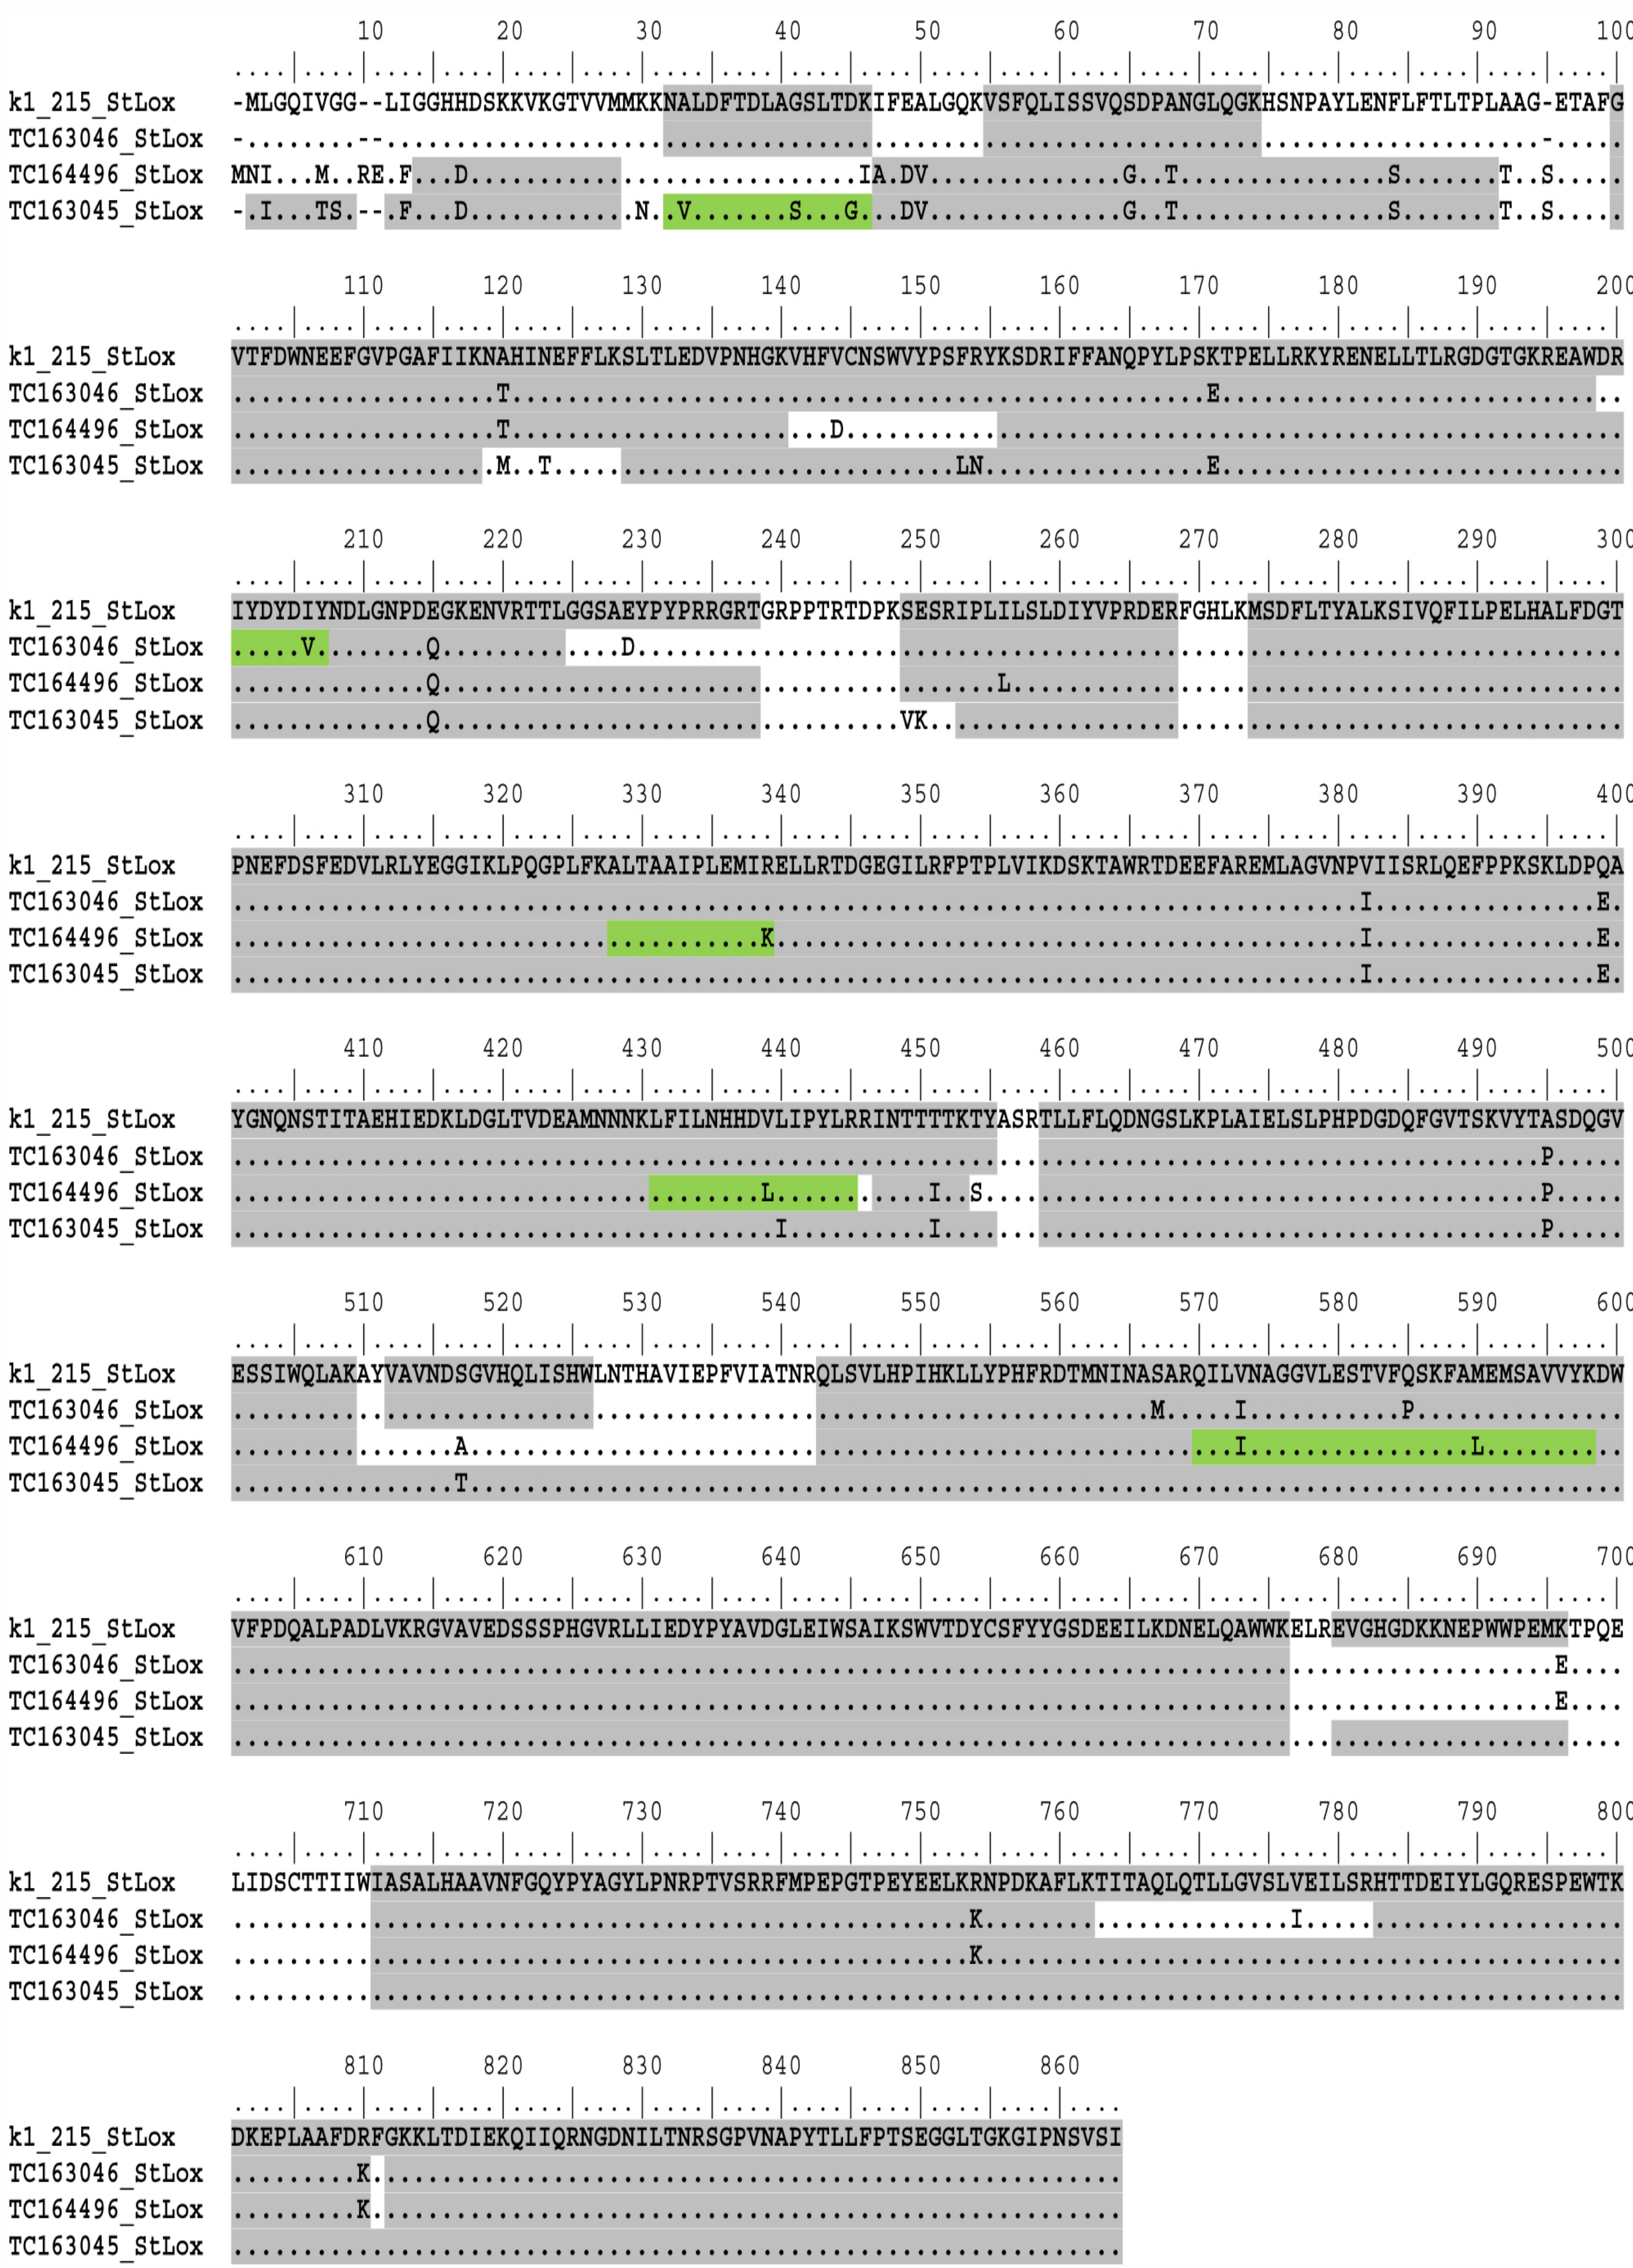 10 20 30 40 50 60 70 80 90 100
....|....|....|....|....|....|....|....|....|....|....|....|....|....|....|....|....|....|....|....|
k1_215_StLox -MLGQIVGG--LIGGHHDSKKVKGTVVMMKKNALDFTDLAGSLTDKIFEALGQKVSFQLISSVQSDPANGLQGKHSNPAYLENFLFTLTPLAAG-ETAFG
TC163046_StLox -........--...................................................................................-.....
TC164496_StLox MNI...M..RE.F...D............................IA.DV..............G..T...............S.......T..S.....
TC163045_StLox -.I...TS.--.F...D............N..V.......S...G...DV..............G..T...............S.......T..S.....
110 120 130 140 150 160 170 180 190 200
....|....|....|....|....|....|....|....|....|....|....|....|....|....|....|....|....|....|....|....|
k1_215_StLox VTFDWNEEFGVPGAFIIKNAHINEFFLKSLTLEDVPNHGKVHFVCNSWVYPSFRYKSDRIFFANQPYLPSKTPELLRKYRENELLTLRGDGTGKREAWDR
TC163046_StLox ...................T..................................................E.............................
TC164496_StLox ...................T.......................D........................................................
TC163045_StLox ...................M..T.............................LN................E.............................
210 220 230 240 250 260 270 280 290 300
....|....|....|....|....|....|....|....|....|....|....|....|....|....|....|....|....|....|....|....|
k1_215_StLox IYDYDIYNDLGNPDEGKENVRTTLGGSAEYPYPRRGRTGRPPTRTDPKSESRIPLILSLDIYVPRDERFGHLKMSDFLTYALKSIVQFILPELHALFDGT
TC163046_StLox .....V........Q.............D.......................................................................
TC164496_StLox ..............Q........................................L............................................
TC163045_StLox ..............Q.................................VK..................................................
310 320 330 340 350 360 370 380 390 400
....|....|....|....|....|....|....|....|....|....|....|....|....|....|....|....|....|....|....|....|
k1_215_StLox PNEFDSFEDVLRLYEGGIKLPQGPLFKALTAAIPLEMIRELLRTDGEGILRFPTPLVIKDSKTAWRTDEEFAREMLAGVNPVIISRLQEFPPKSKLDPQA
TC163046_StLox .................................................................................I................E.
TC164496_StLox ......................................K..........................................I................E.
TC163045_StLox .................................................................................I................E.
410 420 430 440 450 460 470 480 490 500
....|....|....|....|....|....|....|....|....|....|....|....|....|....|....|....|....|....|....|....|
k1_215_StLox YGNQNSTITAEHIEDKLDGLTVDEAMNNNKLFILNHHDVLIPYLRRINTTTTKTYASRTLLFLQDNGSLKPLAIELSLPHPDGDQFGVTSKVYTASDQGV
TC163046_StLox ..............................................................................................P.....
TC164496_StLox ......................................L...........I..S........................................P.....
TC163045_StLox .......................................I..........I...........................................P.....
510 520 530 540 550 560 570 580 590 600
....|....|....|....|....|....|....|....|....|....|....|....|....|....|....|....|....|....|....|....|
k1_215_StLox ESSIWQLAKAYVAVNDSGVHQLISHWLNTHAVIEPFVIATNRQLSVLHPIHKLLYPHFRDTMNINASARQILVNAGGVLESTVFQSKFAMEMSAVVYKDW
TC163046_StLox ..................................................................M.....I...........P...............
TC164496_StLox ................A.......................................................I................L..........
TC163045_StLox ................T...................................................................................
610 620 630 640 650 660 670 680 690 700
....|....|....|....|....|....|....|....|....|....|....|....|....|....|....|....|....|....|....|....|
k1_215_StLox VFPDQALPADLVKRGVAVEDSSSPHGVRLLIEDYPYAVDGLEIWSAIKSWVTDYCSFYYGSDEEILKDNELQAWWKELREVGHGDKKNEPWWPEMKTPQE
TC163046_StLox ...............................................................................................E....
TC164496_StLox ...............................................................................................E....
TC163045_StLox ....................................................................................................
710 720 730 740 750 760 770 780 790 800
....|....|....|....|....|....|....|....|....|....|....|....|....|....|....|....|....|....|....|....|
k1_215_StLox LIDSCTTIIWIASALHAAVNFGQYPYAGYLPNRPTVSRRFMPEPGTPEYEELKRNPDKAFLKTITAQLQTLLGVSLVEILSRHTTDEIYLGQRESPEWTK
TC163046_StLox .....................................................K......................I.......................
TC164496_StLox .....................................................K..............................................
TC163045_StLox ....................................................................................................
810 820 830 840 850 860
....|....|....|....|....|....|....|....|....|....|....|....|....
k1_215_StLox DKEPLAAFDRFGKKLTDIEKQIIQRNGDNILTNRSGPVNAPYTLLFPTSEGGLTGKGIPNSVSI
TC163046_StLox .........K......................................................
TC164496_StLox .........K......................................................
TC163045_StLox ................................................................